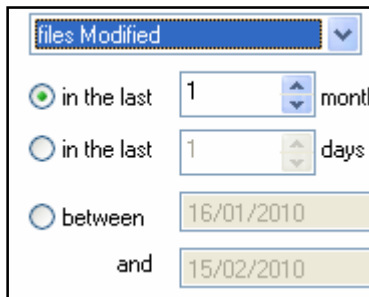 files Modified
in the last 1 month
in the last 1 days
between 16/01/2010
and 15/02/2010